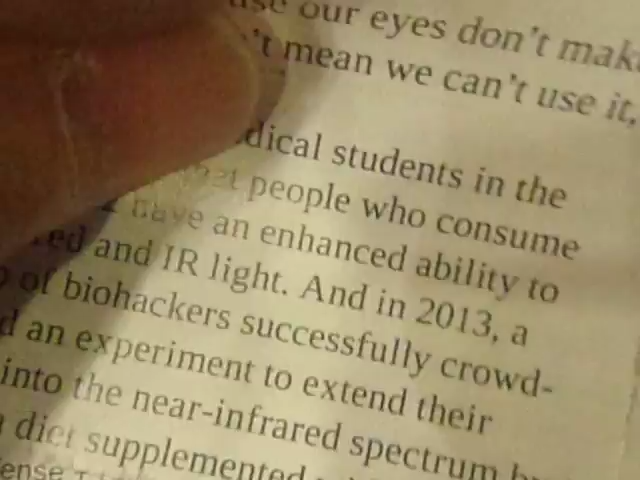 our eyes don't make
't mean we can't use it,
dical students in the
people who consume
have an enhanced ability to
ed and IR light. And in 2013, a
of biohackers successfully crowd-
d an experiment to extend their
into the near-infrared spectrum
diet supplemented
ense